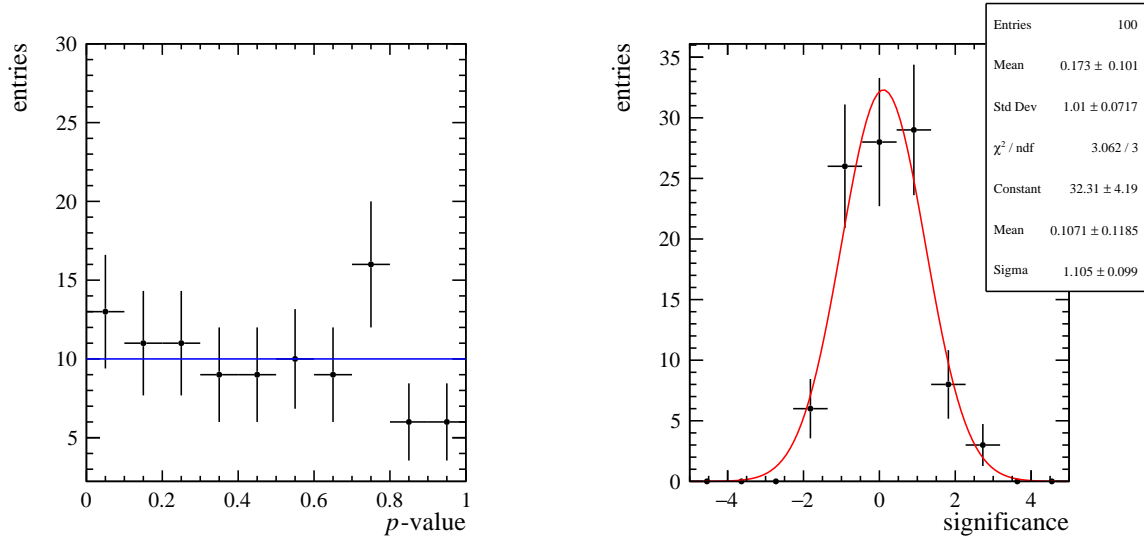 entries
30
25
20
15
10
5
0
0.2
0.4
0.6
0.8
1
p-value
entries
35
30
25
20
15
10
5
0
−4
−2
0
2
4
significance
Entries 100
Mean 0.173 ± 0.101
Std Dev 1.01 ± 0.0717
χ² / ndf 3.062 / 3
Constant 32.31 ± 4.19
Mean 0.1071 ± 0.1185
Sigma 1.105 ± 0.099